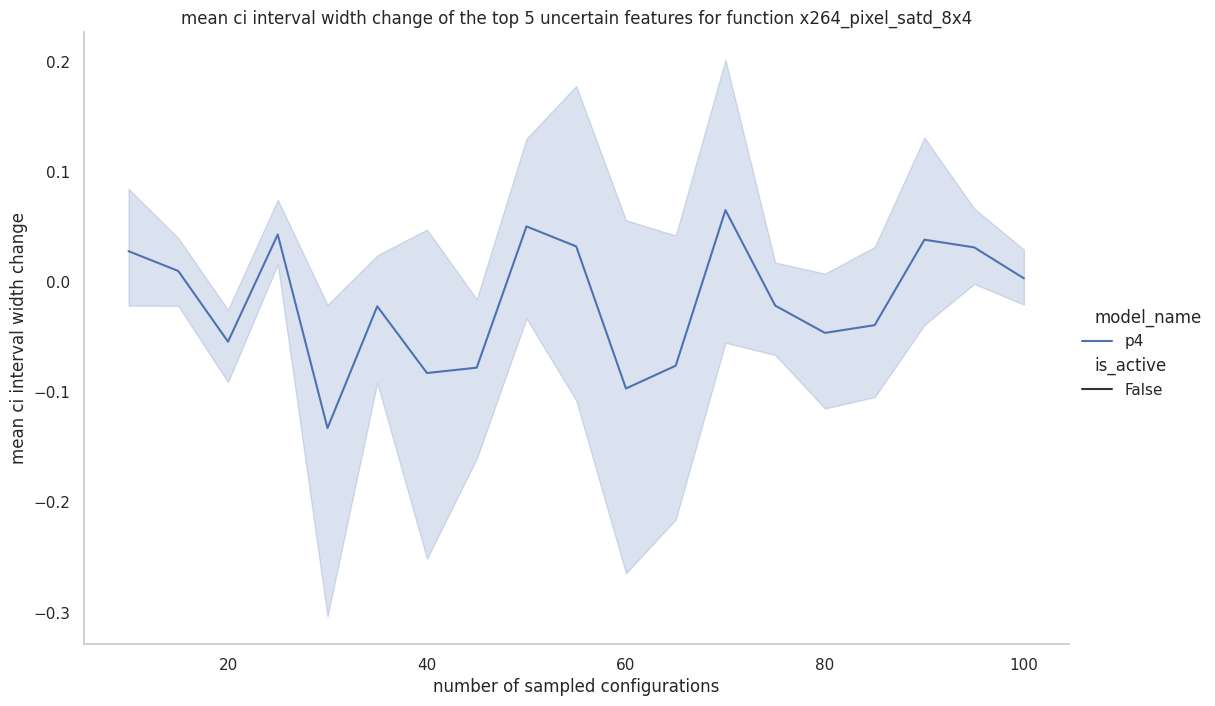 mean ci interval width change of the top 5 uncertain features for function x264_pixel_satd_8x4
mean ci interval width change
0.2
0.1
0.0
−0.1
−0.2
−0.3
20
40
60
80
100
number of sampled configurations
model_name
p4
is_active
False